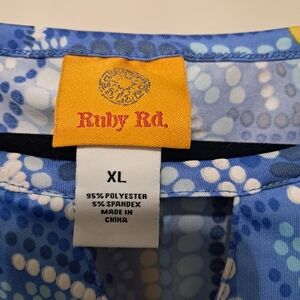 Ruby Rd.
XL
95% POLYESTER
5% SPANDEX
MADE IN
CHINA